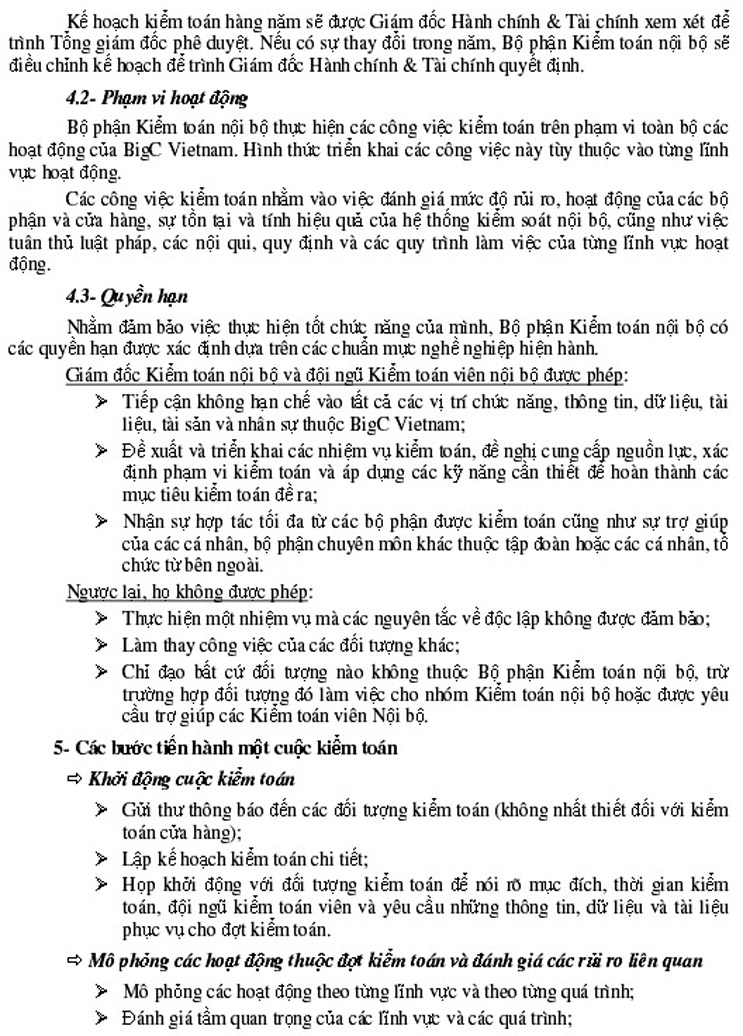 Kế hoạch kiểm toán hàng năm sẽ được Giám đốc Hành chính & Tài chính xem xét để
trình Tổng giám đốc phê duyệt. Nếu có sự thay đổi trong năm, Bộ phận Kiểm toán nội bộ sẽ
điều chỉnh kế hoạch để trình Giám đốc Hành chính & Tài chính quyết định.
4.2- Phạm vi hoạt động
Bộ phận Kiểm toán nội bộ thực hiện các công việc kiểm toán trên phạm vi toàn bộ các
hoạt động của BigC Vietnam. Hình thức triển khai các công việc này tùy thuộc vào từng lĩnh
vực hoạt động.
Các công việc kiểm toán nhằm vào việc đánh giá mức độ rủi ro, hoạt động của các bộ
phận và cửa hàng, sự tồn tại và tính hiệu quả của hệ thống kiểm soát nội bộ, cũng như việc
tuân thủ luật pháp, các nội qui, quy định và các quy trình làm việc của từng lĩnh vực hoạt
động.
4.3- Quyền hạn
Nhằm đảm bảo việc thực hiện tốt chức năng của mình, Bộ phận Kiểm toán nội bộ có
các quyền hạn được xác định dựa trên các chuẩn mực nghề nghiệp hiện hành.
Giám đốc Kiểm toán nội bộ và đội ngũ Kiểm toán viên nội bộ được phép:
➢ Tiếp cận không hạn chế vào tất cả các vị trí chức năng, thông tin, dữ liệu, tài
liệu, tài sản và nhân sự thuộc BigC Vietnam;
➢ Đề xuất và triển khai các nhiệm vụ kiểm toán, đề nghị cung cấp nguồn lực, xác
định phạm vi kiểm toán và áp dụng các kỹ năng cần thiết để hoàn thành các
mục tiêu kiểm toán đề ra;
➢ Nhận sự hợp tác tối đa từ các bộ phận được kiểm toán cũng như sự trợ giúp
của các cá nhân, bộ phận chuyên môn khác thuộc tập đoàn hoặc các cá nhân, tổ
chức từ bên ngoài.
Ngược lại, họ không được phép:
➢ Thực hiện một nhiệm vụ mà các nguyên tắc về độc lập không được đảm bảo;
➢ Làm thay công việc của các đối tượng khác;
➢ Chỉ đạo bất cứ đối tượng nào không thuộc Bộ phận Kiểm toán nội bộ, trừ
trường hợp đối tượng đó làm việc cho nhóm Kiểm toán nội bộ hoặc được yêu
cầu trợ giúp các Kiểm toán viên Nội bộ.
5- Các bước tiến hành một cuộc kiểm toán
⇨ Khởi động cuộc kiểm toán
➢ Gửi thư thông báo đến các đối tượng kiểm toán (không nhất thiết đối với kiểm
toán cửa hàng);
➢ Lập kế hoạch kiểm toán chi tiết;
➢ Họp khởi động với đối tượng kiểm toán để nói rõ mục đích, thời gian kiểm
toán, đội ngũ kiểm toán viên và yêu cầu những thông tin, dữ liệu và tài liệu
phục vụ cho đợt kiểm toán.
⇨ Mô phỏng các hoạt động thuộc đợt kiểm toán và đánh giá các rủi ro liên quan
➢ Mô phỏng các hoạt động theo từng lĩnh vực và theo từng quá trình;
➢ Đánh giá tầm quan trọng của các lĩnh vực và các quá trình;